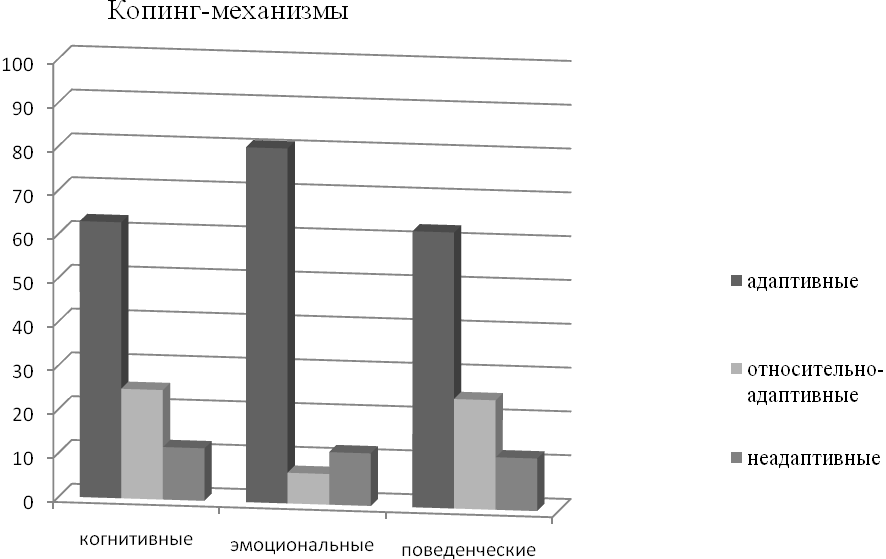 Копинг-механизмы
100
90
80
70
60
50
40
30
20
10
0
когнитивные
эмоциональные
поведенческие
адаптивные
относительно-
адаптивные
неадаптивные